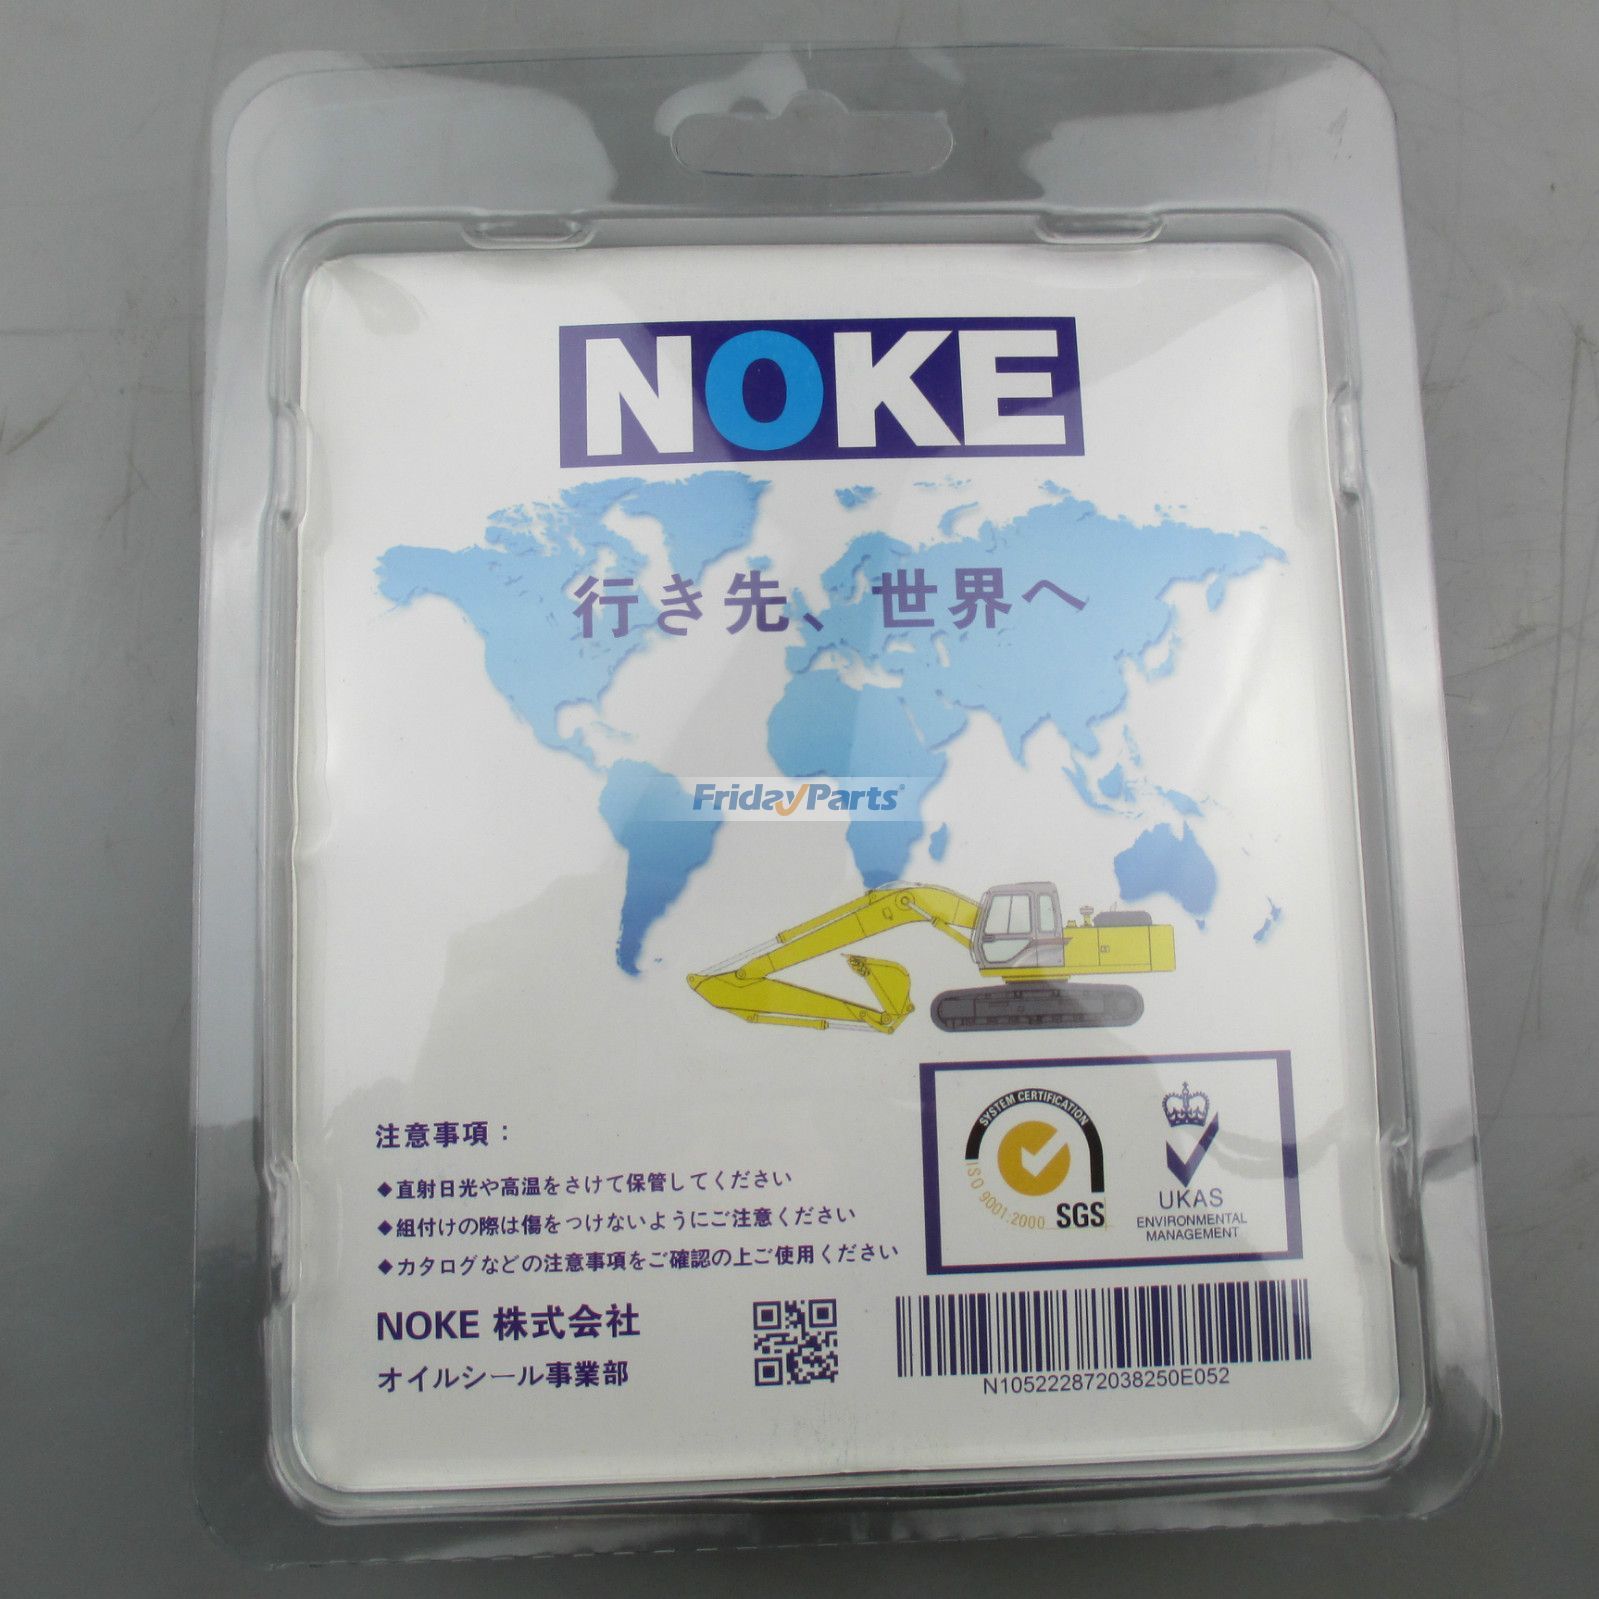 NOKE
行き先、世界へ
FridayParts®
注意事項：
◆直射日光や高温をさけて保管してください
◆組付けの際は傷をつけないようにご注意ください
◆カタログなどの注意事項をご確認の上ご使用ください
NOKE 株式会社
オイルシール事業部
SYSTEM CERTIFICATION
ISO 9001:2000
SGS
UKAS
ENVIRONMENTAL
MANAGEMENT
N105222872038250E052